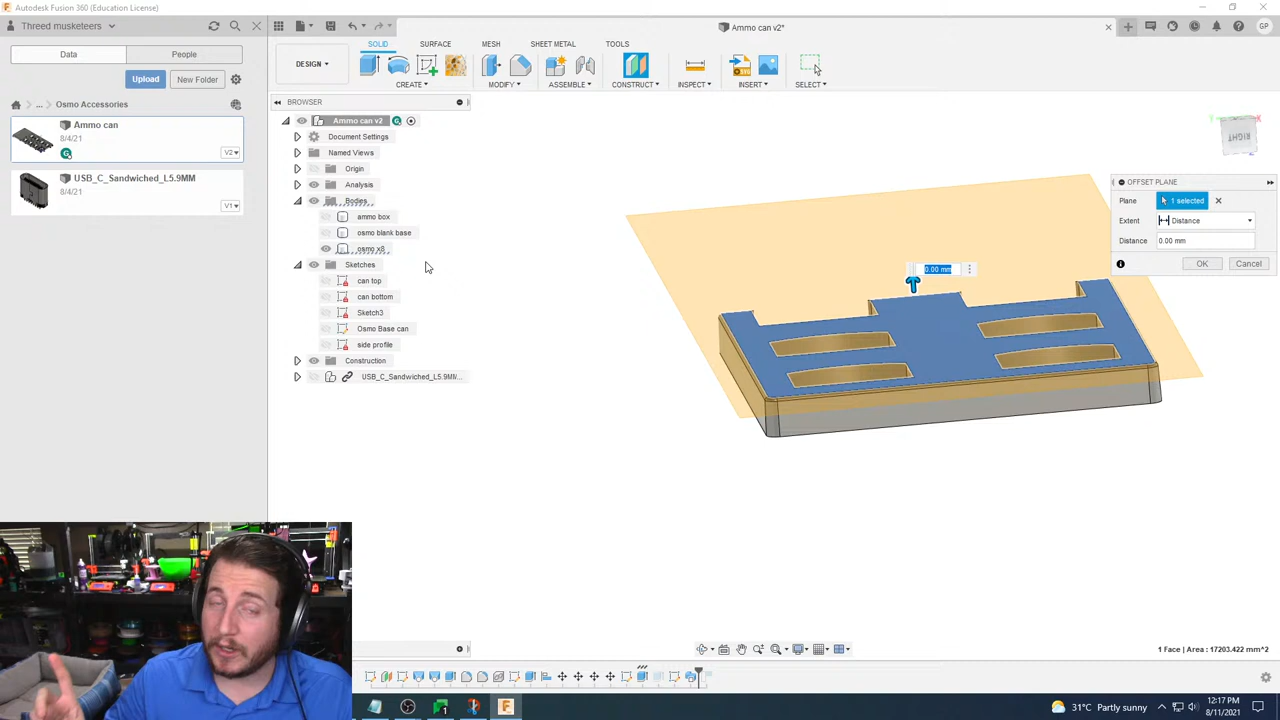 Autodesk Fusion 360 (Education License)
Threed musketeers
Ammo can v2*
GP
Data
People
Upload
New Folder
... Osmo Accessories
Ammo can
8/4/21
V2
USB_C_Sandwiched_L5.9MM
8/4/21
V1
SOLID
SURFACE
MESH
SHEET METAL
TOOLS
DESIGN
CREATE
MODIFY
ASSEMBLE
CONSTRUCT
INSPECT
INSERT
SELECT
BROWSER
Ammo can v2
Document Settings
Named Views
Origin
Analysis
Bodies
ammo box
osmo blank base
osmo x8
Sketches
can top
can bottom
Sketch3
Osmo Base can
side profile
Construction
USB_C_Sandwiched_L5.9MM...
RIGHT
OFFSET PLANE
Plane
1 selected
Extent
Distance
Distance
0.00 mm
OK
Cancel
0.00 mm
1 Face | Area : 17203.422 mm^2
31°C Partly sunny
12:17 PM
8/11/2021